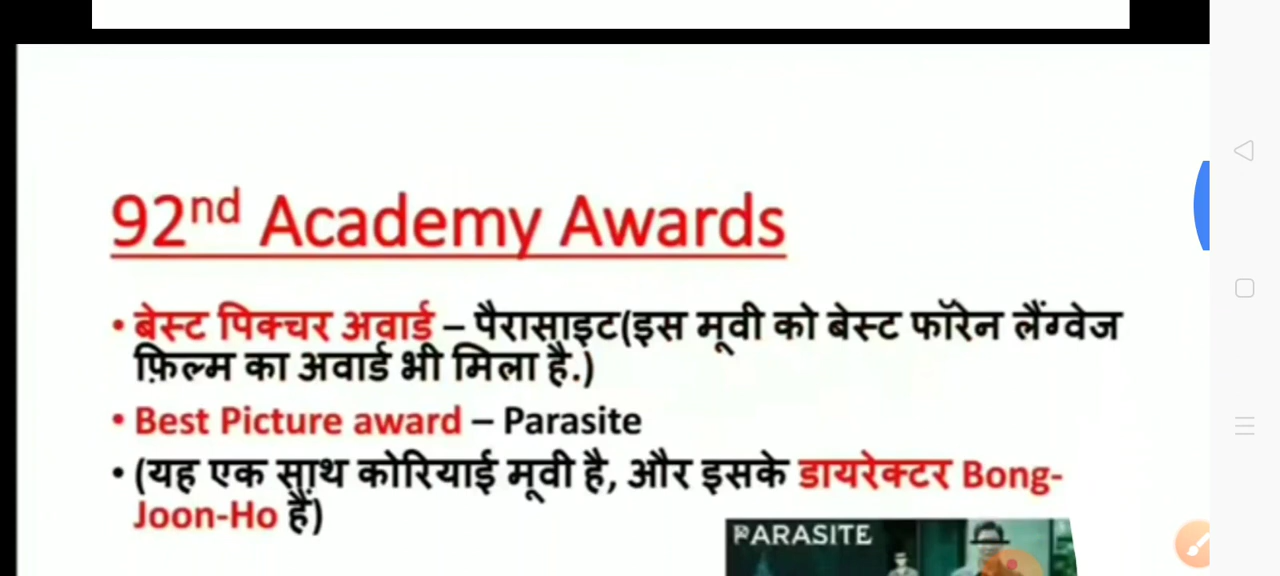 92nd Academy Awards
• बेस्ट पिक्चर अवार्ड – पैरासाइट(इस मूवी को बेस्ट फॉरेन लैंग्वेज
फ़िल्म का अवार्ड भी मिला है.)
• Best Picture award – Parasite
• (यह एक साथ कोरियाई मूवी है, और इसके डायरेक्टर Bong-
Joon-Ho हैं)
PARASITE